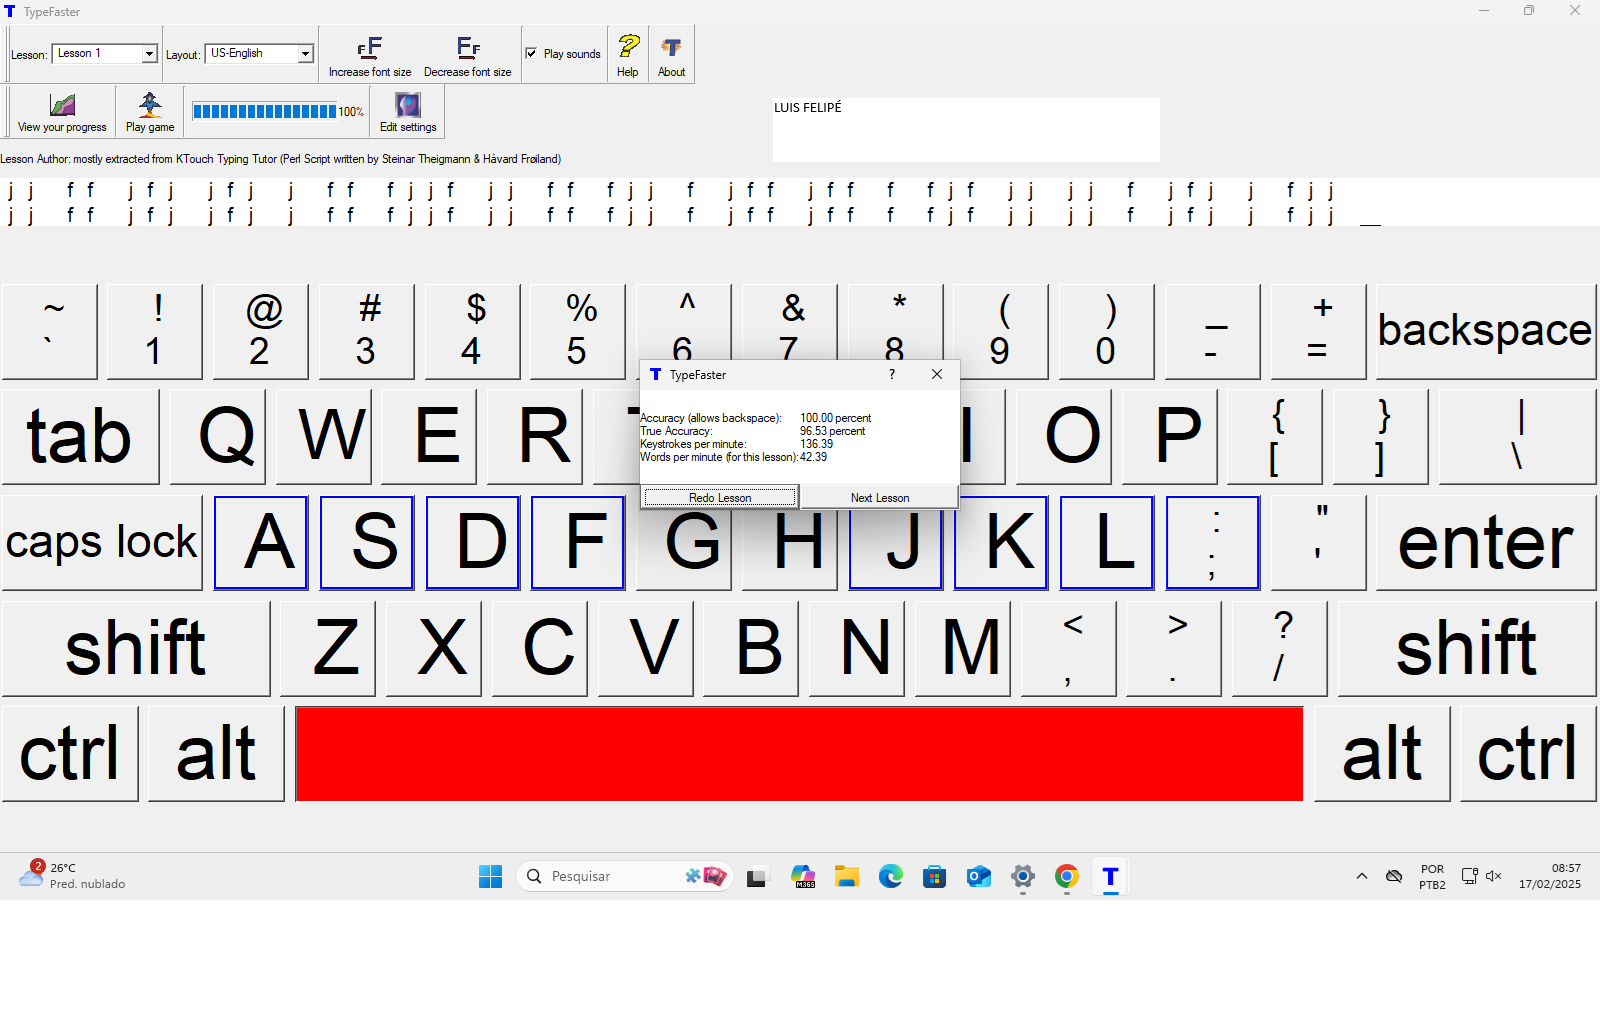 TypeFaster
Lesson: Lesson 1 Layout: US-English Increase font size Decrease font size Play sounds Help About
View your progress Play game 100% Edit settings
LUIS FELIPÉ
Lesson Author: mostly extracted from KTouch Typing Tutor (Perl Script written by Steinar Theigmann & Håvard Frøiland)
j j  f f  j f j  j f j  j  f f  f j j f  j j  f f  f j j  f  j f f  j f f  f  f j f  j j  j j  f  j f j  j  f j j
j j  f f  j f j  j f j  j  f f  f j j f  j j  f f  f j j  f  j f f  j f f  f  f j f  j j  j j  f  j f j  j  f j j _
~ ! @ # $ % ^ & * ( ) _ + backspace
` 1 2 3 4 5 6 7 8 9 0 - =
TypeFaster ?
Accuracy (allows backspace): 100.00 percent
True Accuracy: 96.53 percent
Keystrokes per minute: 136.39
Words per minute (for this lesson): 42.39
Redo Lesson Next Lesson
tab Q W E R I O P { } |
[ ] \
caps lock A S D F G H J K L : " enter
; '
shift Z X C V B N M < > ? shift
, . /
ctrl alt alt ctrl
2 26°C
Pred. nublado
Pesquisar
M365
POR
PTB2
08:57
17/02/2025